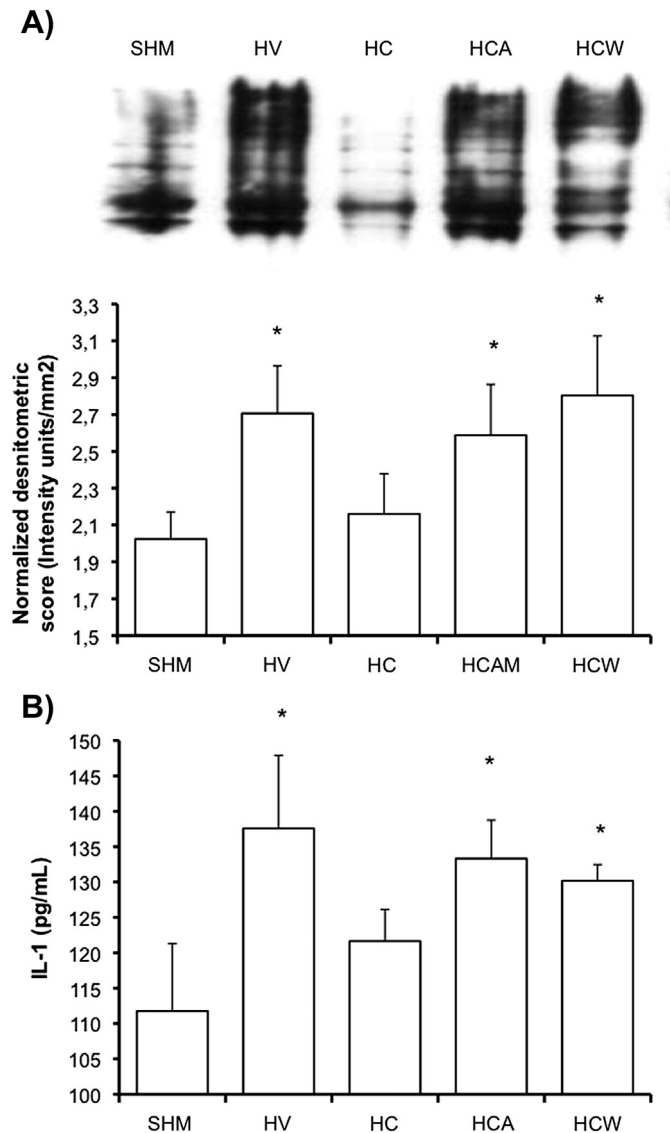 A)
SHM HV HC HCA HCW
Normalized desnitometric
score (Intensity units/mm2)
3,3
3,1
2,9
2,7
2,5
2,3
2,1
1,9
1,7
1,5
* * *
SHM HV HC HCAM HCW
B)
IL-1 (pg/mL)
150
145
140
135
130
125
120
115
110
105
100
* * *
SHM HV HC HCA HCW